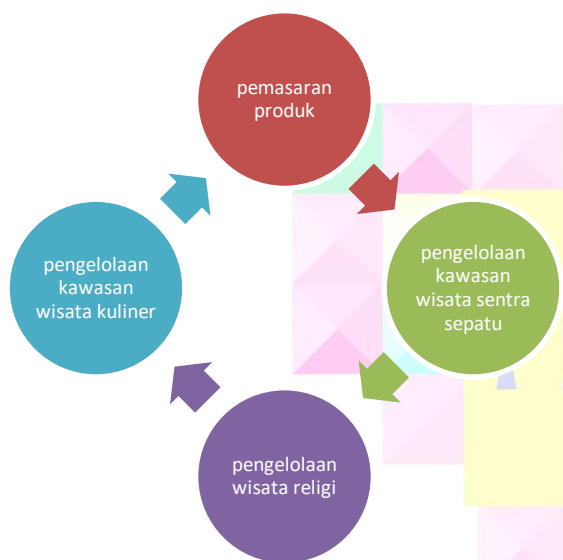 pemasaran
produk
pengelolaan
kawasan
wisata sentra
sepatu
pengelolaan
wisata religi
pengelolaan
kawasan
wisata kuliner